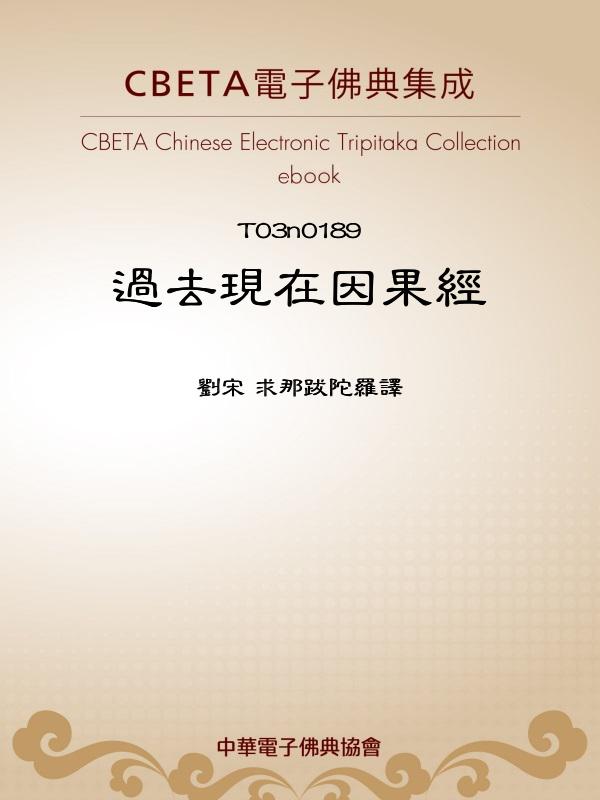 CBETA電子佛典集成
CBETA Chinese Electronic Tripitaka Collection
ebook
T03n0189
過去現在因果經
劉宋 求那跋陀羅譯
中華電子佛典協會